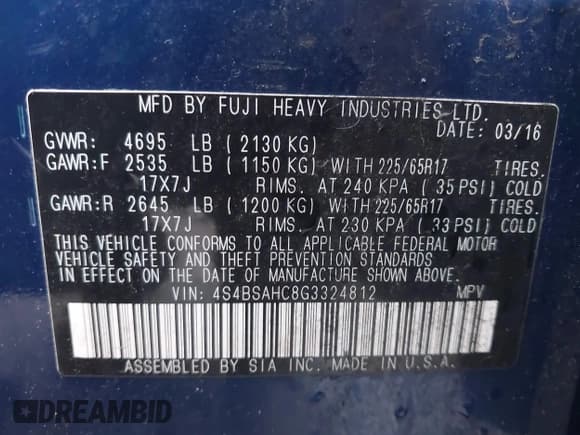 MFD BY FUJI HEAVY INDUSTRIES LTD.
DATE: 03/16
GVWR: 4695 LB ( 2130 KG)
GAWR:F 2535 LB ( 1150 KG) WITH 225/65R17 TIRES.
17X7J RIMS. AT 240 KPA ( 35 PSI) COLD
GAWR:R 2645 LB ( 1200 KG) WITH 225/65R17 TIRES.
17X7J RIMS. AT 230 KPA ( 33 PSI) COLD
THIS VEHICLE CONFORMS TO ALL APPLICABLE FEDERAL MOTOR
VEHICLE SAFETY AND THEFT PREVENTION STANDARDS
IN EFFECT ON THE DATE OF MANUFACTURE SHOWN ABOVE.
VIN: 4S4BSAHC8G3324812 MPV
ASSEMBLED BY SIA INC. MADE IN U.S.A.
DREAMBID